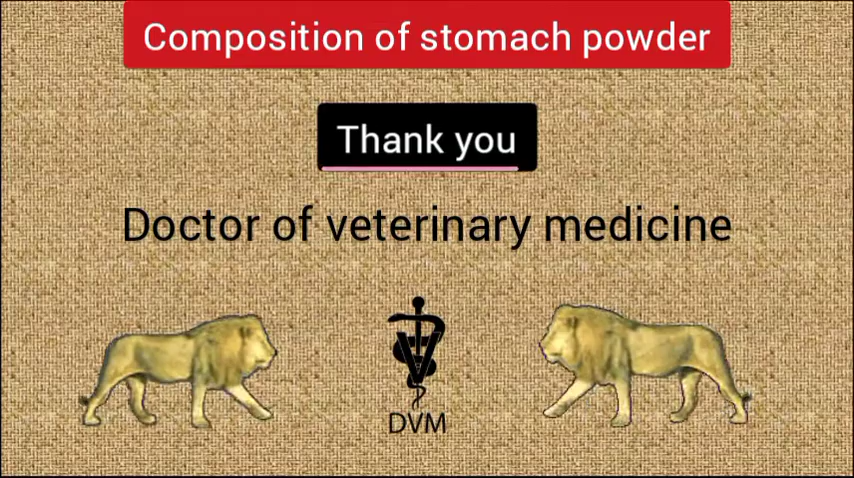 Composition of stomach powder
Thank you
Doctor of veterinary medicine
V
DVM